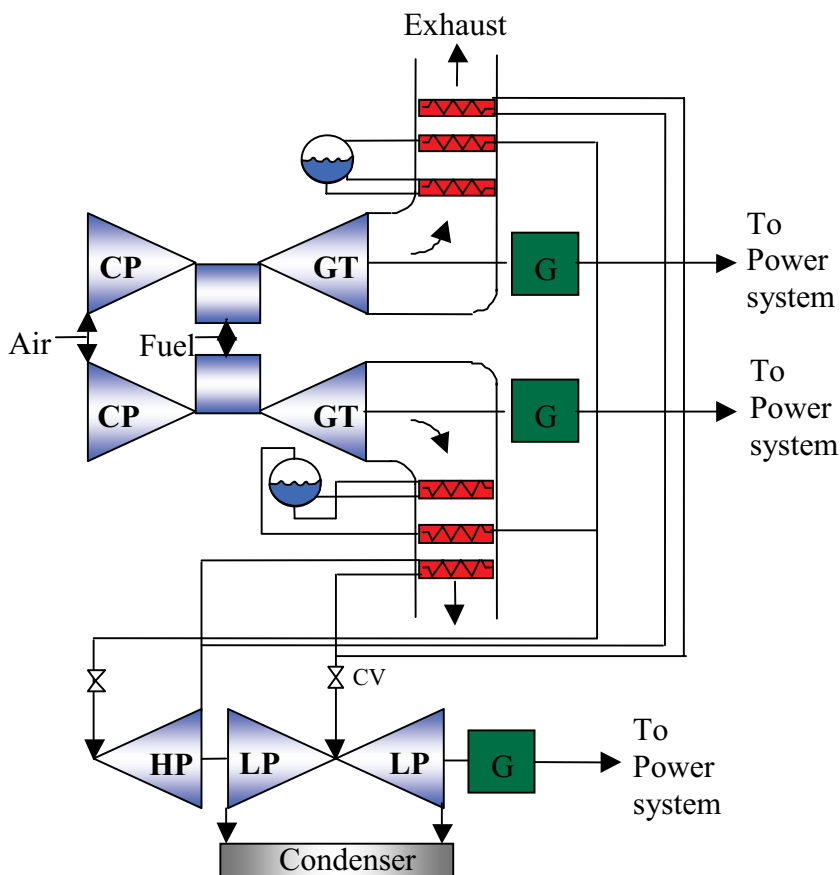 Exhaust
CP
GT
G
To
Power
system
Air
Fuel
CP
GT
G
To
Power
system
CV
HP
LP
LP
G
To
Power
system
Condenser